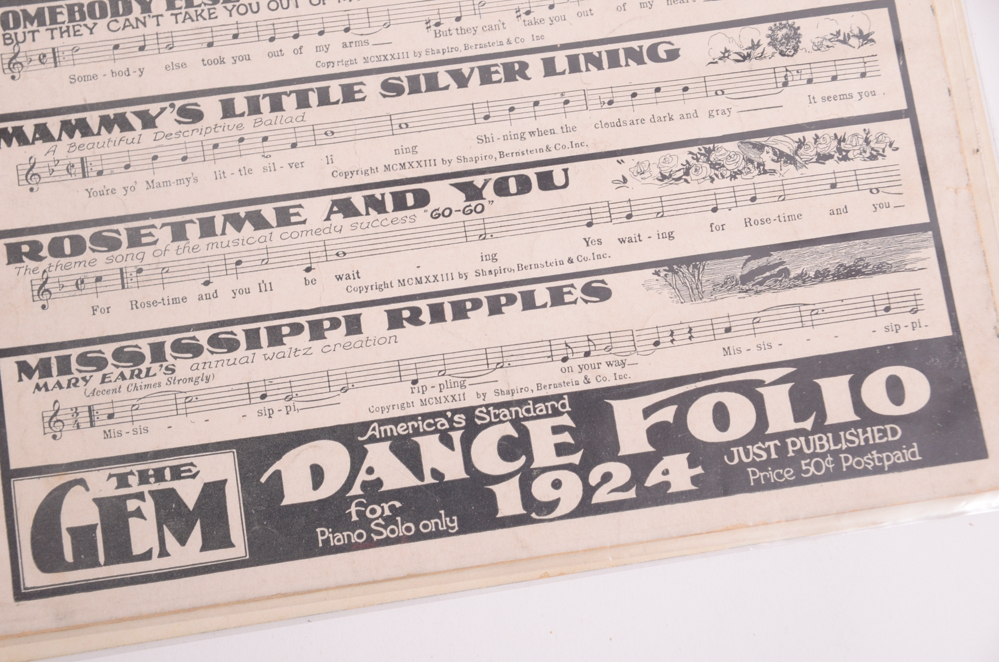 OMEBODY ELSE
BUT THEY CAN'T TAKE YOU OUT OF
Some - bod - y else took you out of my arms But they can't take you out of my hear
Copyright MCMXXIII by Shapiro, Bernstein & Co Inc
MAMMY'S LITTLE SILVER LINING
A Beautiful Descriptive Ballad
You're yo' Mam-my's lit - tle sil - ver li ning Shi - ning when the clouds are dark and gray It seems you
Copyright MCMXXIII by Shapiro, Bernstein & Co. Inc.
ROSETIME AND YOU
The theme song of the musical comedy success "GO-GO"
For Rose-time and you I'll be wait - ing Yes wait - ing for Rose-time and you
Copyright MCMXXIII by Shapiro, Bernstein & Co. Inc.
MISSISSIPPI RIPPLES
MARY EARL'S annual waltz creation
(Accent Chimes Strongly)
Mis - sis - - - sip - pi, rip - pling on your way Mis - sis - - sip - pi -
Copyright MCMXXII by Shapiro, Bernstein & Co. Inc.
THE
GEM
America's Standard
DANCE FOLIO
for
Piano Solo only
1924
JUST PUBLISHED
Price 50¢ Postpaid